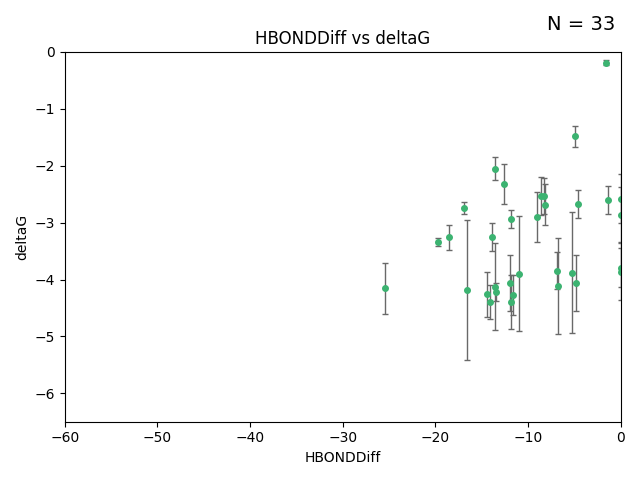 N = 33
HBONDDiff vs deltaG
0
−1
−2
−3
−4
−5
−6
deltaG
−60 −50 −40 −30 −20 −10 0
HBONDDiff